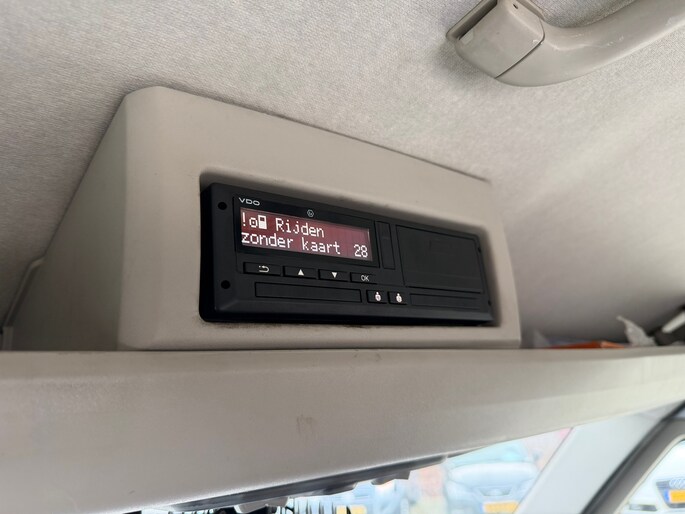 VDO
! Rijden
zonder kaart 28
OK